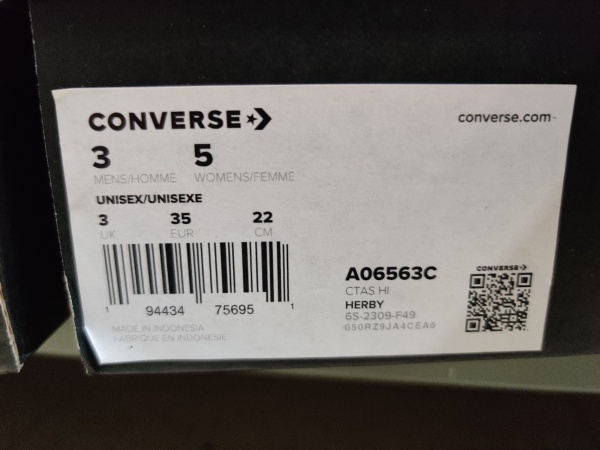 CONVERSE
converse.com
3 5
MENS/HOMME WOMENS/FEMME
UNISEX/UNISEXE
3 35 22
UK EUR CM
1 94434 75695 1
MADE IN INDONESIA
FABRIQUE EN INDONESIE
A06563C
CTAS HI
HERBY
6S-2309-F49
050RZ9JA4CEA0
CONVERSE